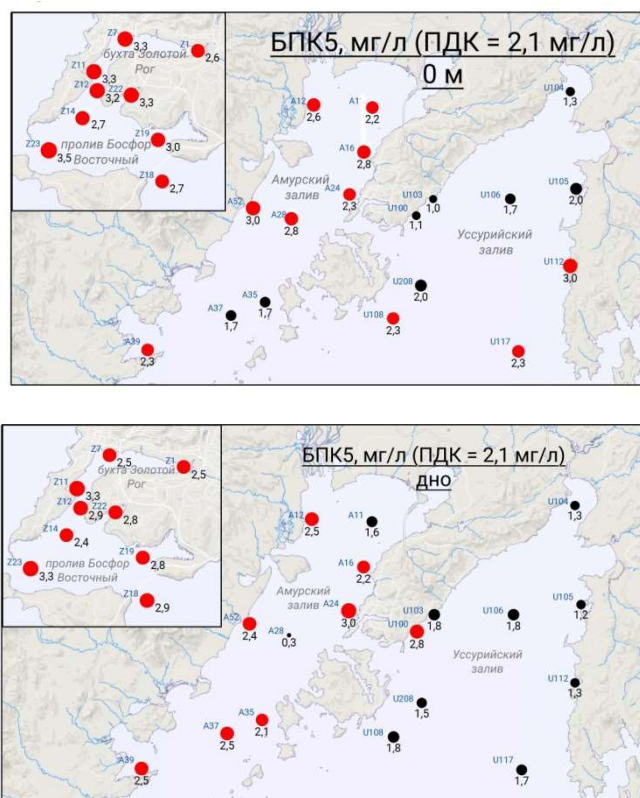 БПК5, мг/л (ПДК = 2,1 мг/л)
0 м
Z7
3,3
Z1
2,6
бухта Золотой
Рог
Z11
3,3
Z12
3,2
Z22
3,3
Z14
2,7
Z19
3,0
пролив Босфор
Восточный
Z23
3,5
Z18
2,7
U104
1,3
A12
2,6
A1
2,2
A16
2,8
Амурский
залив
A24
2,3
A52
3,0
A28
2,8
U103
1,0
U100
1,1
U106
1,7
U105
2,0
Уссурийский
залив
U112
3,0
U208
2,0
A35
1,7
A37
1,7
U108
2,3
A39
2,3
U117
2,3
БПК5, мг/л (ПДК = 2,1 мг/л)
дно
Z7
2,5
Z1
2,5
бухта Золотой
Рог
Z11
3,3
Z12
2,9
Z22
2,8
Z14
2,4
Z19
2,8
пролив Босфор
Восточный
Z23
3,3
Z18
2,9
U104
1,3
A12
2,5
A11
1,6
A16
2,2
Амурский
залив
A24
3,0
A52
2,4
A28
0,3
U103
1,8
U100
2,8
U106
1,8
U105
1,2
Уссурийский
залив
U112
1,3
U208
1,5
A35
2,1
A37
2,5
U108
1,8
A39
2,5
U117
1,7